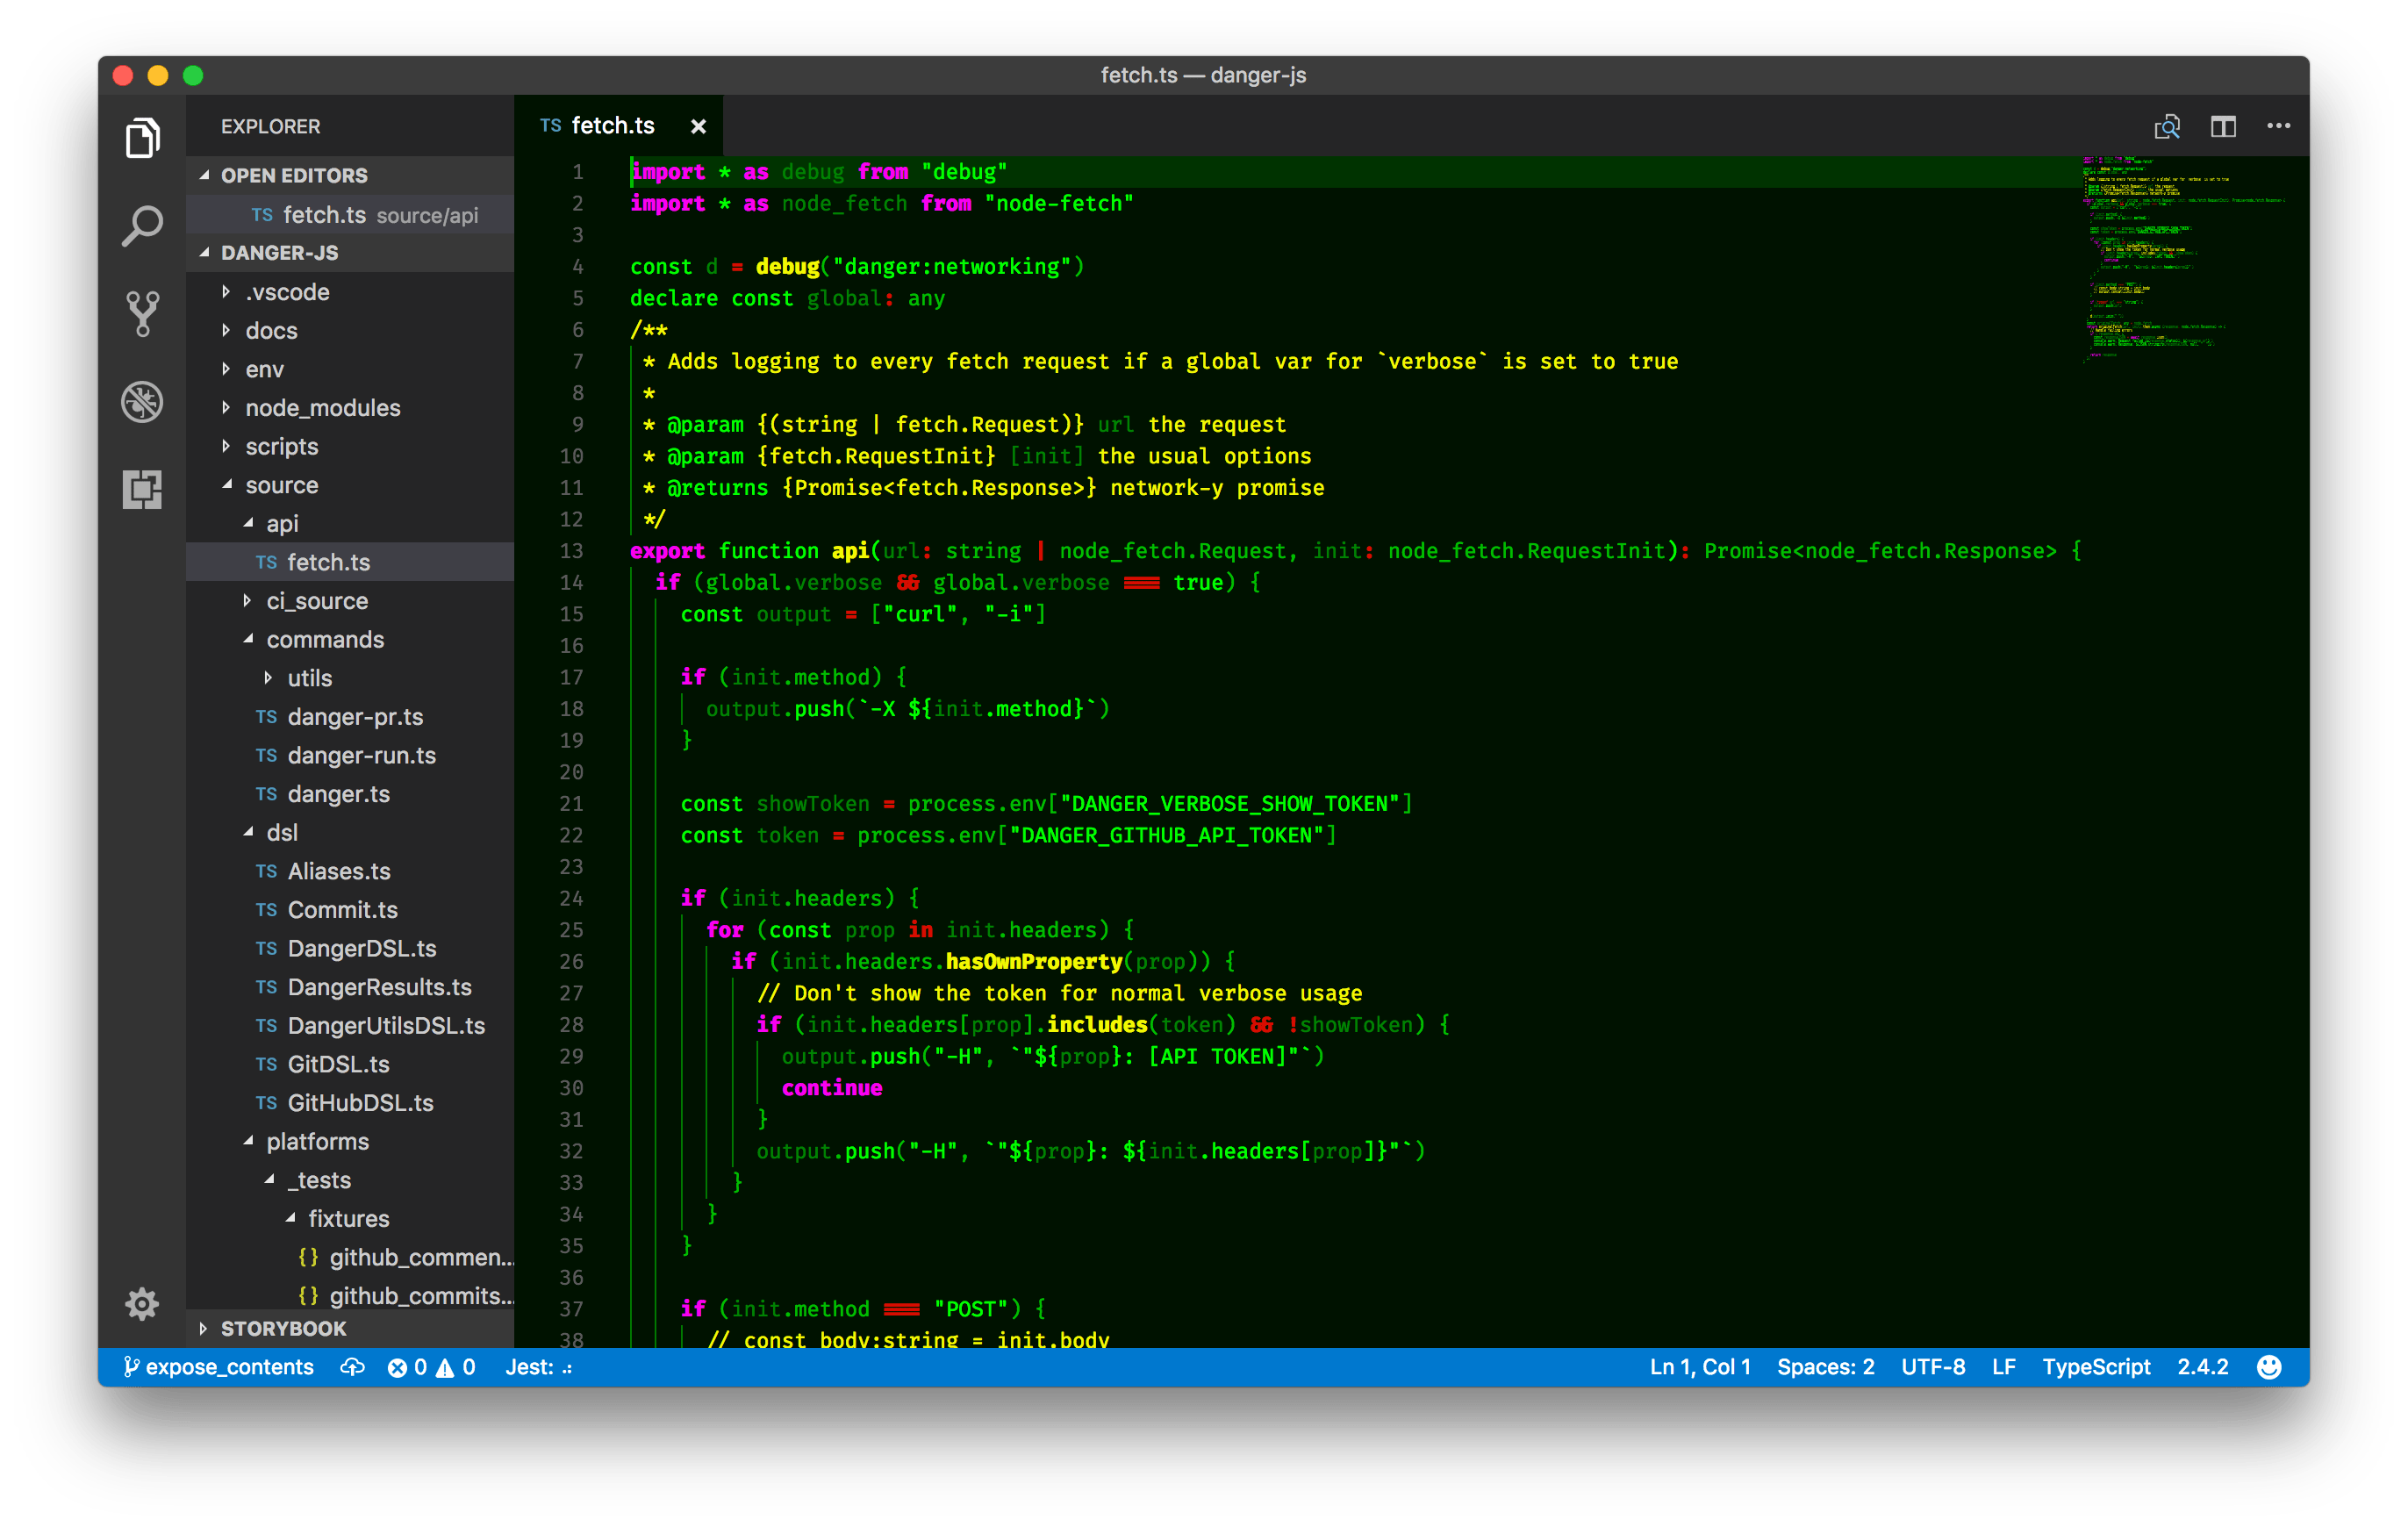 fetch.ts — danger-js
EXPLORER
OPEN EDITORS
TS fetch.ts source/api
DANGER-JS
.vscode
docs
env
node_modules
scripts
source
api
TS fetch.ts
ci_source
commands
utils
TS danger-pr.ts
TS danger-run.ts
TS danger.ts
dsl
TS Aliases.ts
TS Commit.ts
TS DangerDSL.ts
TS DangerResults.ts
TS DangerUtilsDSL.ts
TS GitDSL.ts
TS GitHubDSL.ts
platforms
_tests
fixtures
{} github_commen...
{} github_commits...
STORYBOOK
TS fetch.ts ×
1 import * as debug from "debug"
2 import * as node_fetch from "node-fetch"
3
4 const d = debug("danger:networking")
5 declare const global: any
6 /**
7  * Adds logging to every fetch request if a global var for `verbose` is set to true
8  *
9  * @param {(string | fetch.Request)} url the request
10  * @param {fetch.RequestInit} [init] the usual options
11  * @returns {Promise<fetch.Response>} network-y promise
12  */
13 export function api(url: string | node_fetch.Request, init: node_fetch.RequestInit): Promise<node_fetch.Response> {
14   if (global.verbose && global.verbose === true) {
15     const output = ["curl", "-i"]
16
17     if (init.method) {
18       output.push(`-X ${init.method}`)
19     }
20
21     const showToken = process.env["DANGER_VERBOSE_SHOW_TOKEN"]
22     const token = process.env["DANGER_GITHUB_API_TOKEN"]
23
24     if (init.headers) {
25       for (const prop in init.headers) {
26         if (init.headers.hasOwnProperty(prop)) {
27           // Don't show the token for normal verbose usage
28           if (init.headers[prop].includes(token) && !showToken) {
29             output.push("-H", `"${prop}: [API TOKEN]"`)
30             continue
31           }
32           output.push("-H", `"${prop}: ${init.headers[prop]}"`)
33         }
34       }
35     }
36
37     if (init.method === "POST") {
38       // const body:string = init.body
expose_contents 0 0 Jest: .:
Ln 1, Col 1 Spaces: 2 UTF-8 LF TypeScript 2.4.2